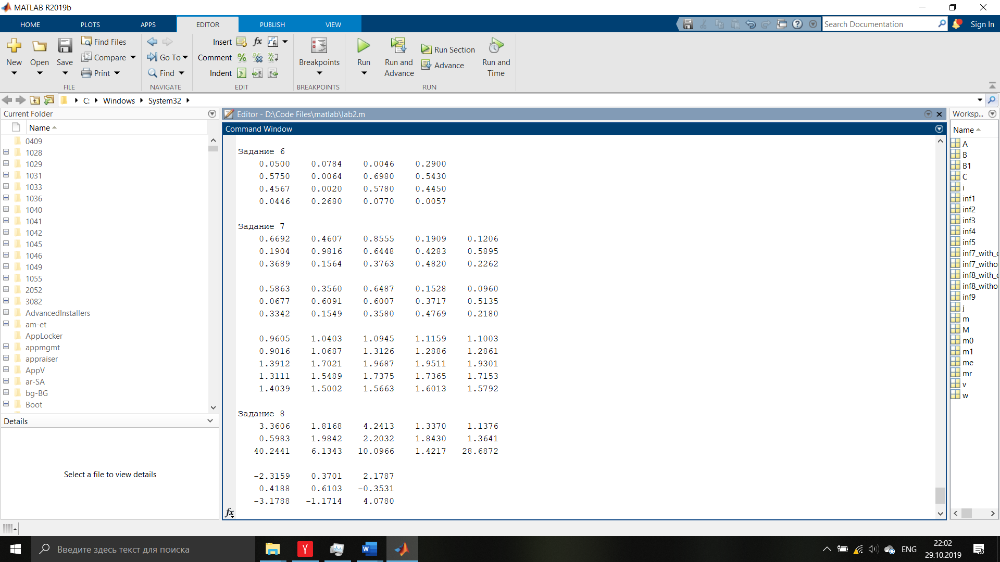 MATLAB R2019b
HOME PLOTS APPS EDITOR PUBLISH VIEW
Search Documentation
Sign In
New
Open
Save
Find Files
Compare
Print
FILE
Go To
Find
NAVIGATE
Insert
fx
Comment
Indent
EDIT
Breakpoints
BREAKPOINTS
Run
Run and Advance
Run Section
Advance
Run and Time
RUN
C: Windows System32
Current Folder
Name
0409
1028
1029
1031
1033
1036
1040
1041
1042
1045
1046
1049
1055
2052
3082
AdvancedInstallers
am-et
AppLocker
appmgmt
appraiser
AppV
ar-SA
bg-BG
Boot
Details
Select a file to view details
Editor - D:\Code Files\matlab\lab2.m
Command Window
Задание 6
0.0500 0.0784 0.0046 0.2900
0.5750 0.0064 0.6980 0.5430
0.4567 0.0020 0.5780 0.4450
0.0446 0.2680 0.0770 0.0057
Задание 7
0.6692 0.4607 0.8555 0.1909 0.1206
0.1904 0.9816 0.6448 0.4283 0.5895
0.3689 0.1564 0.3763 0.4820 0.2262
0.5863 0.3560 0.6487 0.1528 0.0960
0.0677 0.6091 0.6007 0.3717 0.5135
0.3342 0.1549 0.3580 0.4769 0.2180
0.9605 1.0403 1.0945 1.1159 1.1003
0.9016 1.0687 1.3126 1.2886 1.2861
1.3912 1.7021 1.9687 1.9511 1.9301
1.3111 1.5489 1.7375 1.7365 1.7153
1.4039 1.5002 1.5663 1.6013 1.5792
Задание 8
3.3606 1.8168 4.2413 1.3370 1.1376
0.5983 1.9842 2.2032 1.8430 1.3641
40.2441 6.1343 10.0966 1.4217 28.6872
-2.3159 0.3701 2.1787
0.4188 0.6103 -0.3531
-3.1788 -1.1714 4.0780
fx
Worksp...
Name
A
B
B1
C
i
inf1
inf2
inf3
inf4
inf5
inf7_with_c
inf7_witho
inf8_with_c
inf8_witho
inf9
j
m
M
m0
m1
me
mr
v
w
Введите здесь текст для поиска
ENG
22:02
29.10.2019